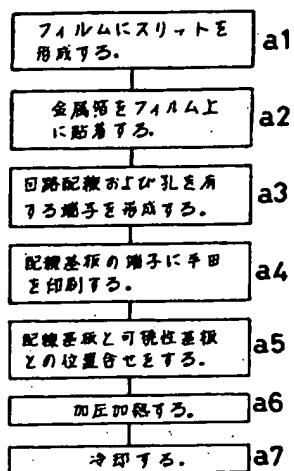 フィルムにスリットを
形成する。
a1
金属箔をフィルム上
に貼着する。
a2
回路配線および孔を有
する端子を形成する。
a3
配線基板の端子に半田
を印刷する。
a4
配線基板と可撓性基板
との位置合せをする。
a5
加圧加熱する。
a6
冷却する。
a7